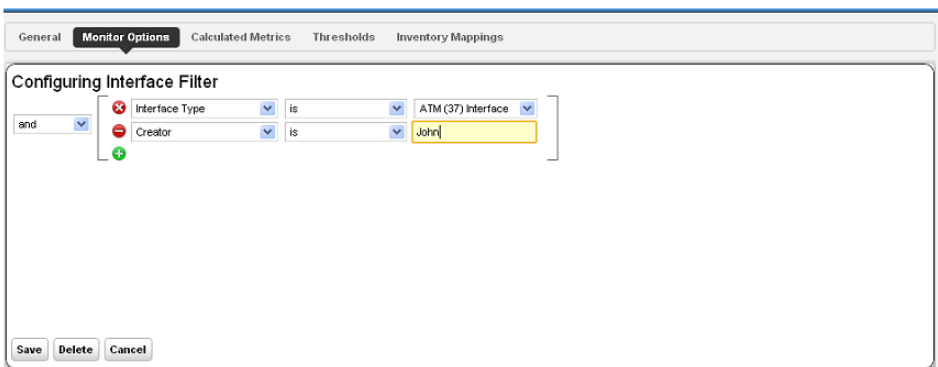 General Monitor Options Calculated Metrics Thresholds Inventory Mappings
Configuring Interface Filter
Interface Type is ATM (37) Interface
and
Creator is John
Save Delete Cancel